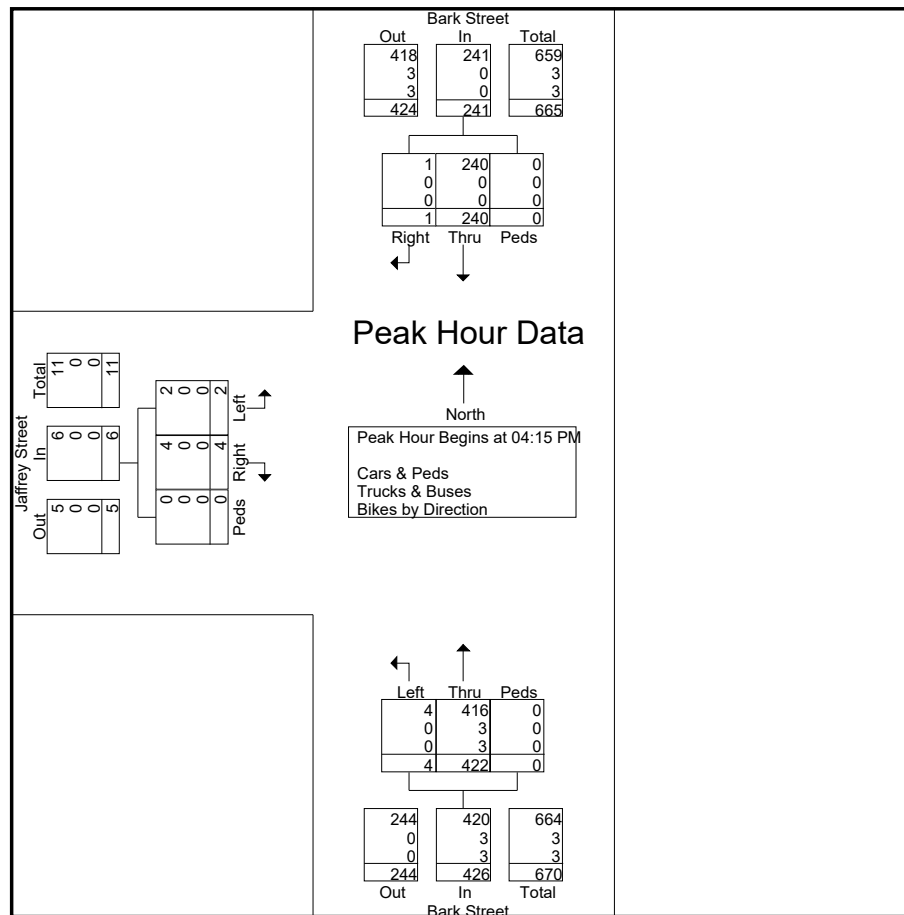 Bark Street
Out In Total
418 241 659
3 0 3
3 0 3
424 241 665
1 240 0
0 0 0
0 0 0
1 240 0
Right Thru Peds
Peak Hour Data
Jaffrey Street
Total
11 0 0 11
In
6 0 0 6
Out
5 0 0 5
2 0 0 2
Left
4 0 0 4
Right
0 0 0 0
Peds
North
Peak Hour Begins at 04:15 PM
Cars & Peds
Trucks & Buses
Bikes by Direction
Left Thru Peds
4 416 0
0 3 0
0 3 0
4 422 0
244 420 664
0 3 3
0 3 3
244 426 670
Out In Total
Bark Street